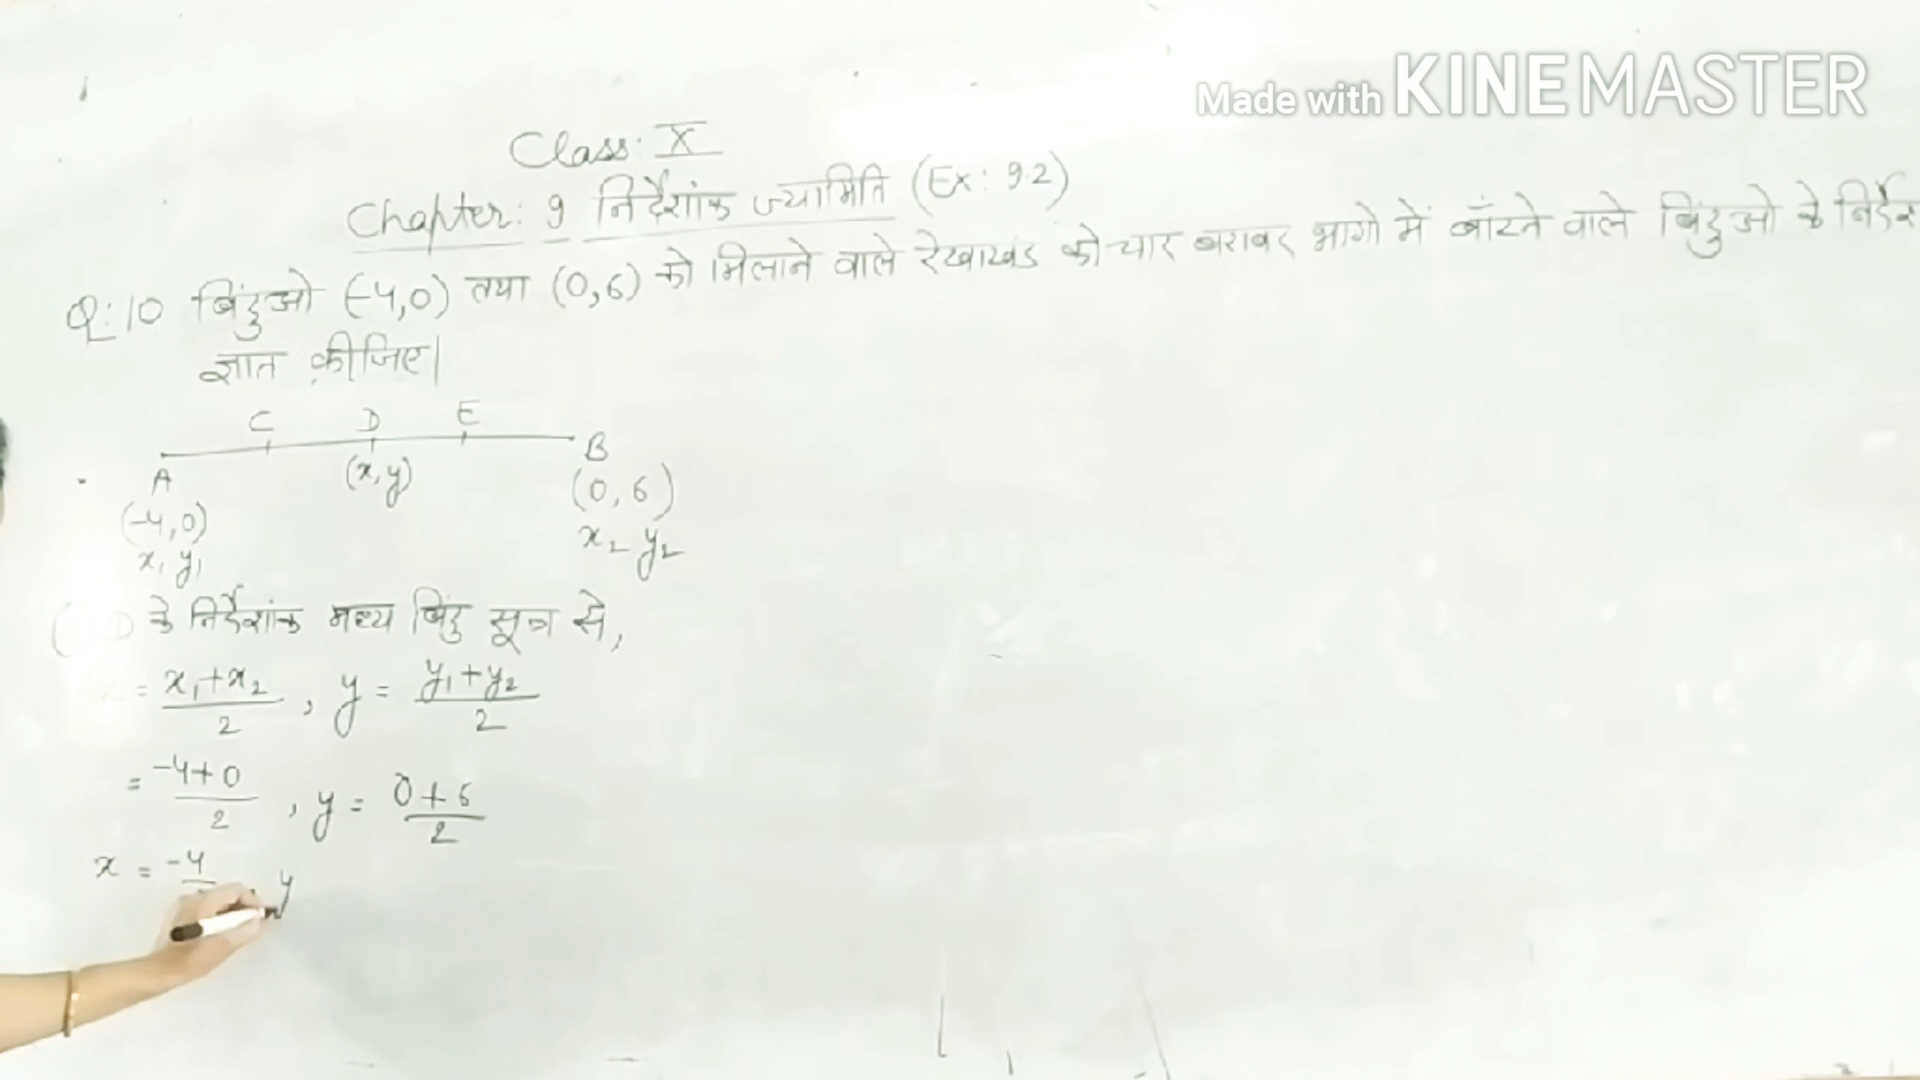 Made with KINEMASTER
Class: X
Chapter: 9 निर्देशांक ज्यामिति (Ex: 9.2)
Q:10 बिंदुओ (-4,0) तथा (0,6) को मिलाने वाले रेखाखंड को चार बराबर भागो में बाँटने वाले बिंदुओ के
ज्ञात कीजिए।
C D E
A (x,y) B
(-4,0) (0,6)
x₁ y₁ x₂ y₂
D के निर्देशांक मध्य बिंदु सूत्र से,
x = x₁+x₂/2 , y = y₁+y₂/2
= -4+0/2 , y = 0+6/2
x = -4 , y